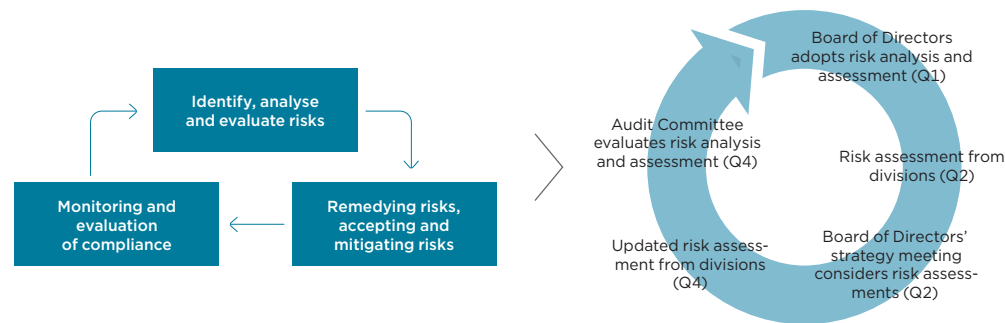 Identify, analyse
and evaluate risks
Remedying risks,
accepting and
mitigating risks
Monitoring and
evaluation
of compliance
Board of Directors
adopts risk analysis and
assessment (Q1)
Risk assessment from
divisions (Q2)
Board of Directors’
strategy meeting
considers risk assess-
ments (Q2)
Updated risk assess-
ment from divisions
(Q4)
Audit Committee
evaluates risk analysis
and assessment (Q4)